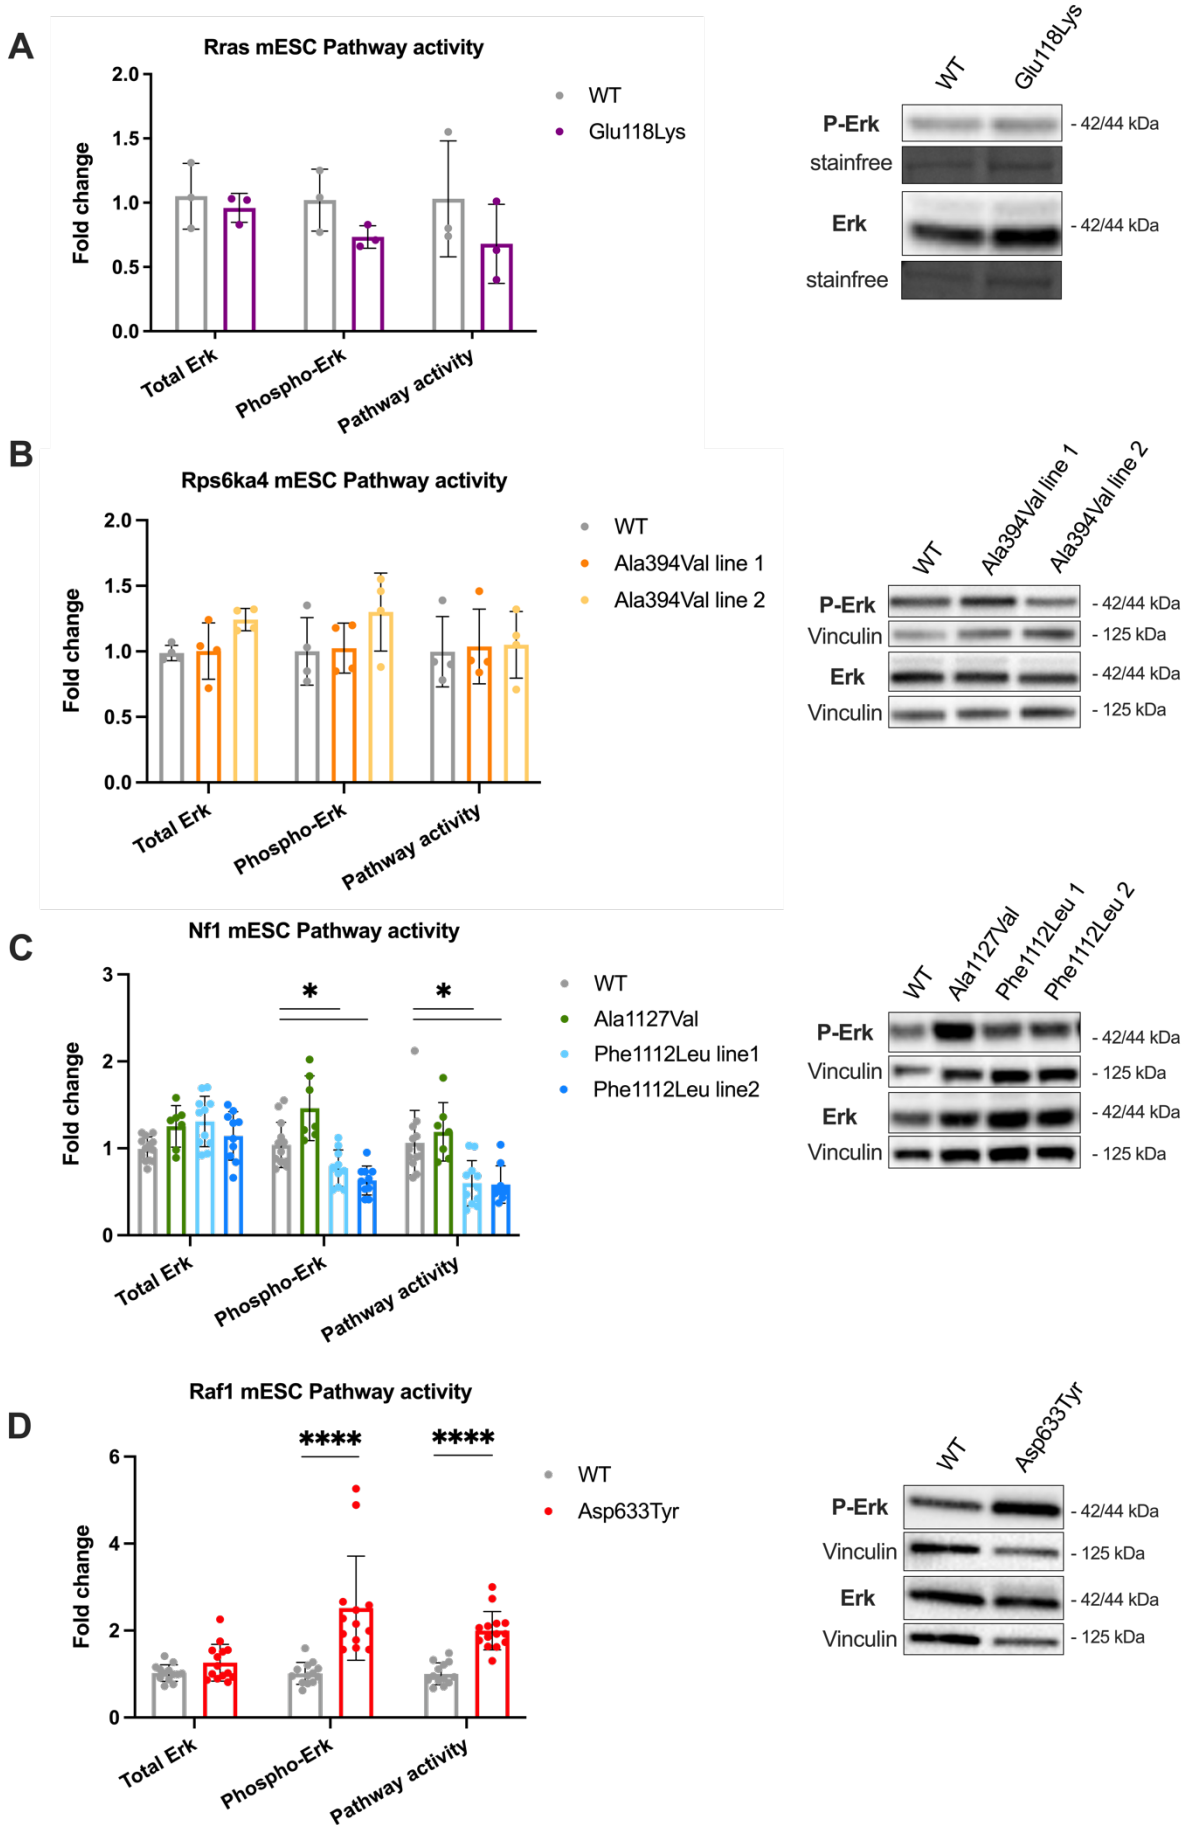 A
Rras mESC Pathway activity
2.0
1.5
1.0
0.5
0.0
Fold change
Total Erk
Phospho-Erk
Pathway activity
WT
Glu118Lys
WT
Glu118Lys
P-Erk
- 42/44 kDa
stainfree
Erk
- 42/44 kDa
stainfree
B
Rps6ka4 mESC Pathway activity
2.0
1.5
1.0
0.5
0.0
Fold change
Total Erk
Phospho-Erk
Pathway activity
WT
Ala394Val line 1
Ala394Val line 2
WT
Ala394Val line 1
Ala394Val line 2
P-Erk
- 42/44 kDa
Vinculin
- 125 kDa
Erk
- 42/44 kDa
Vinculin
- 125 kDa
C
Nf1 mESC Pathway activity
3
2
1
0
Fold change
*
*
Total Erk
Phospho-Erk
Pathway activity
WT
Ala1127Val
Phe1112Leu line1
Phe1112Leu line2
WT
Ala1127Val
Phe1112Leu 1
Phe1112Leu 2
P-Erk
- 42/44 kDa
Vinculin
- 125 kDa
Erk
- 42/44 kDa
Vinculin
- 125 kDa
D
Raf1 mESC Pathway activity
6
4
2
0
Fold change
****
****
Total Erk
Phospho-Erk
Pathway activity
WT
Asp633Tyr
WT
Asp633Tyr
P-Erk
- 42/44 kDa
Vinculin
- 125 kDa
Erk
- 42/44 kDa
Vinculin
- 125 kDa